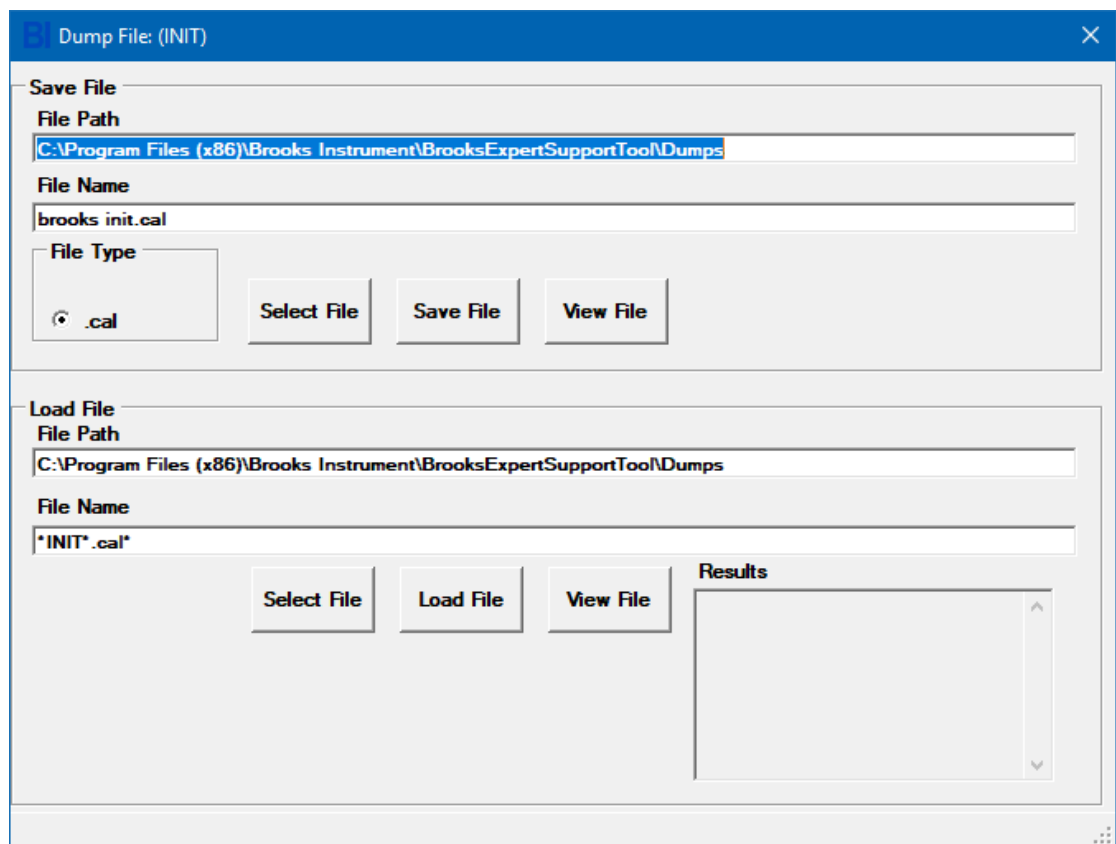 BI Dump File: (INIT)
Save File
File Path
C:\Program Files (x86)\Brooks Instrument\BrooksExpertSupportTool\Dumps
File Name
brooks init.cal
File Type
.cal
Select File
Save File
View File
Load File
File Path
C:\Program Files (x86)\Brooks Instrument\BrooksExpertSupportTool\Dumps
File Name
*INIT*.cal*
Select File
Load File
View File
Results